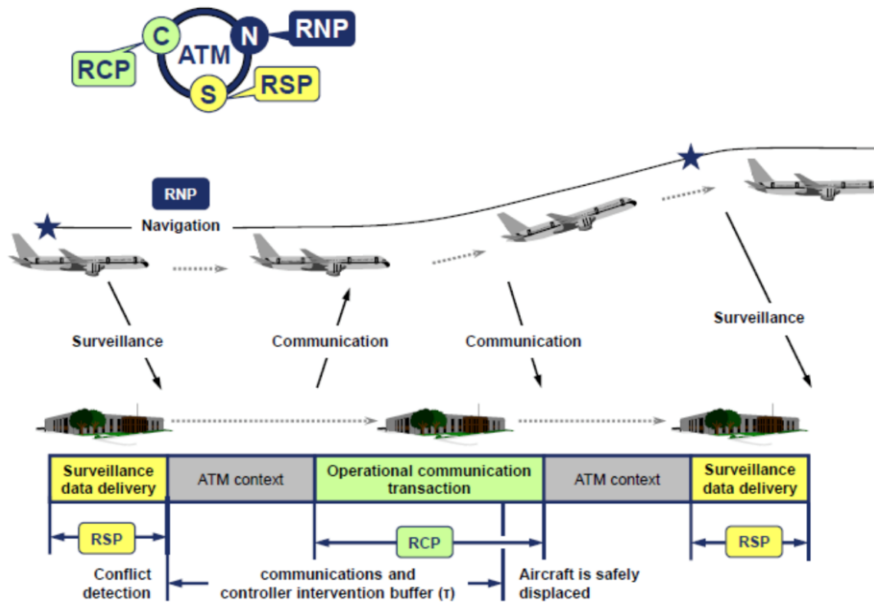 C
ATM
N
RNP
RCP
S
RSP
RNP
Navigation
Surveillance
Communication
Communication
Surveillance
Surveillance
data delivery
ATM context
Operational communication
transaction
ATM context
Surveillance
data delivery
RSP
RCP
RSP
Conflict
detection
communications and
controller intervention buffer (τ)
Aircraft is safely
displaced